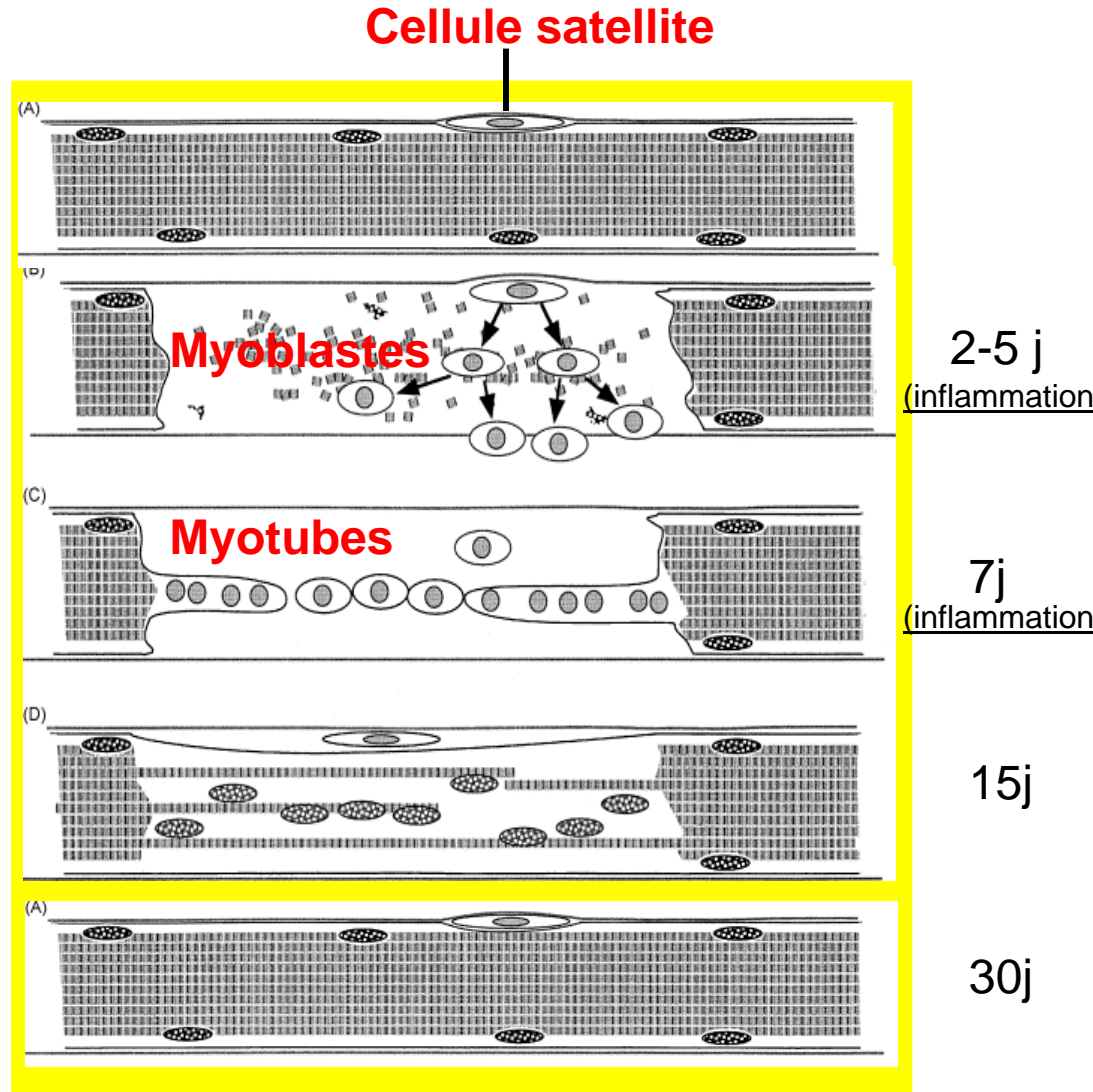 Cellule satellite
(A)
(B)
Myoblastes
2-5 j
(inflammation
(C)
Myotubes
7j
(inflammation
(D)
15j
(A)
30j